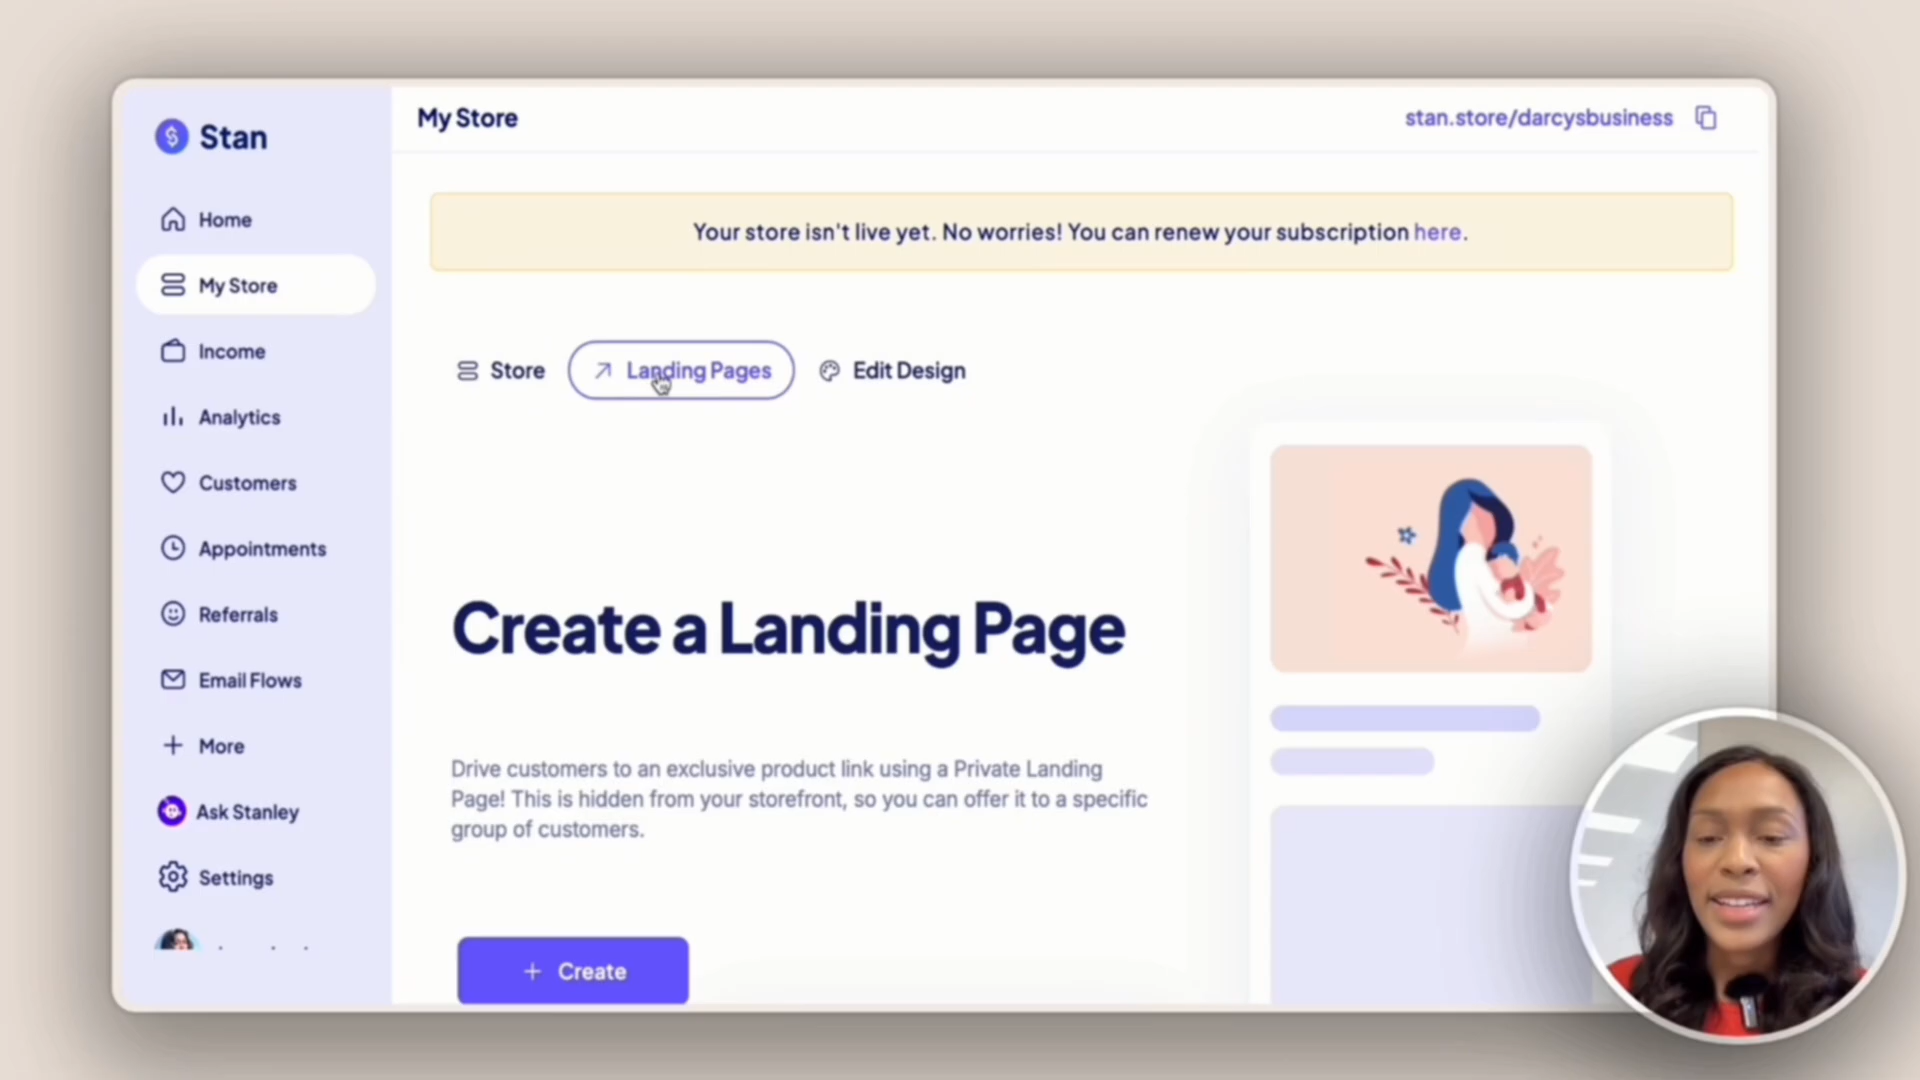 Stan
My Store
stan.store/darcysbusiness
Home
My Store
Income
Analytics
Customers
Appointments
Referrals
Email Flows
More
Ask Stanley
Settings
Your store isn't live yet. No worries! You can renew your subscription here.
Store
Landing Pages
Edit Design
Create a Landing Page
Drive customers to an exclusive product link using a Private Landing
Page! This is hidden from your storefront, so you can offer it to a specific
group of customers.
+ Create